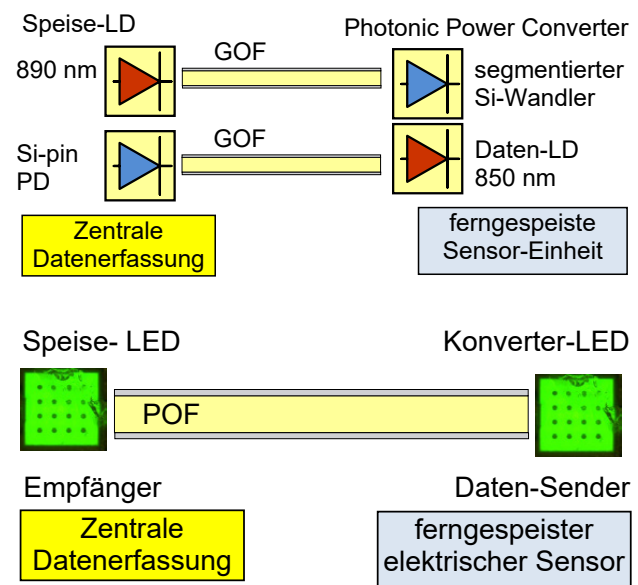 Speise-LD
Photonic Power Converter
GOF
890 nm
segmentierter
Si-Wandler
GOF
Si-pin
PD
Daten-LD
850 nm
Zentrale
Datenerfassung
ferngespeiste
Sensor-Einheit
Speise- LED
Konverter-LED
POF
Empfänger
Daten-Sender
Zentrale
Datenerfassung
ferngespeister
elektrischer Sensor